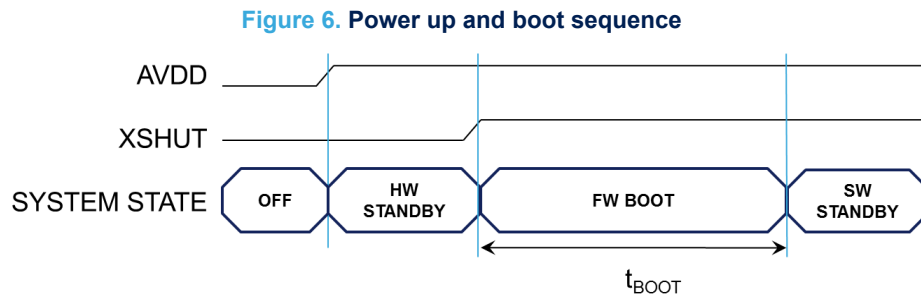 Figure 6. Power up and boot sequence
AVDD
XSHUT
SYSTEM STATE
OFF
HW
STANDBY
FW BOOT
SW
STANDBY
tBOOT